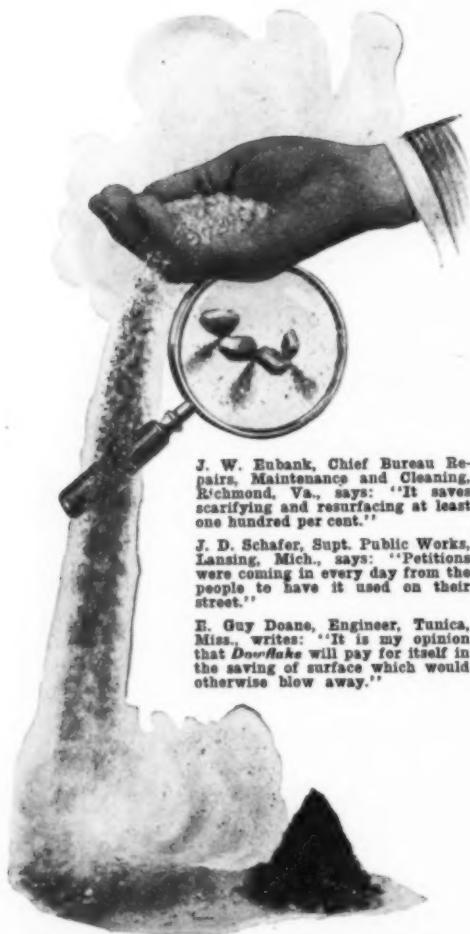 J. W. Eubank, Chief Bureau Re-
pairs, Maintenance and Cleaning,
Richmond, Va., says: "It saves
scarifying and resurfacing at least
one hundred per cent."
J. D. Schafer, Supt. Public Works,
Lansing, Mich., says: "Petitions
were coming in every day from the
people to have it used on their
street."
E. Guy Doane, Engineer, Tunica,
Miss., writes: "It is my opinion
that Dowflake will pay for itself in
the saving of surface which would
otherwise blow away."